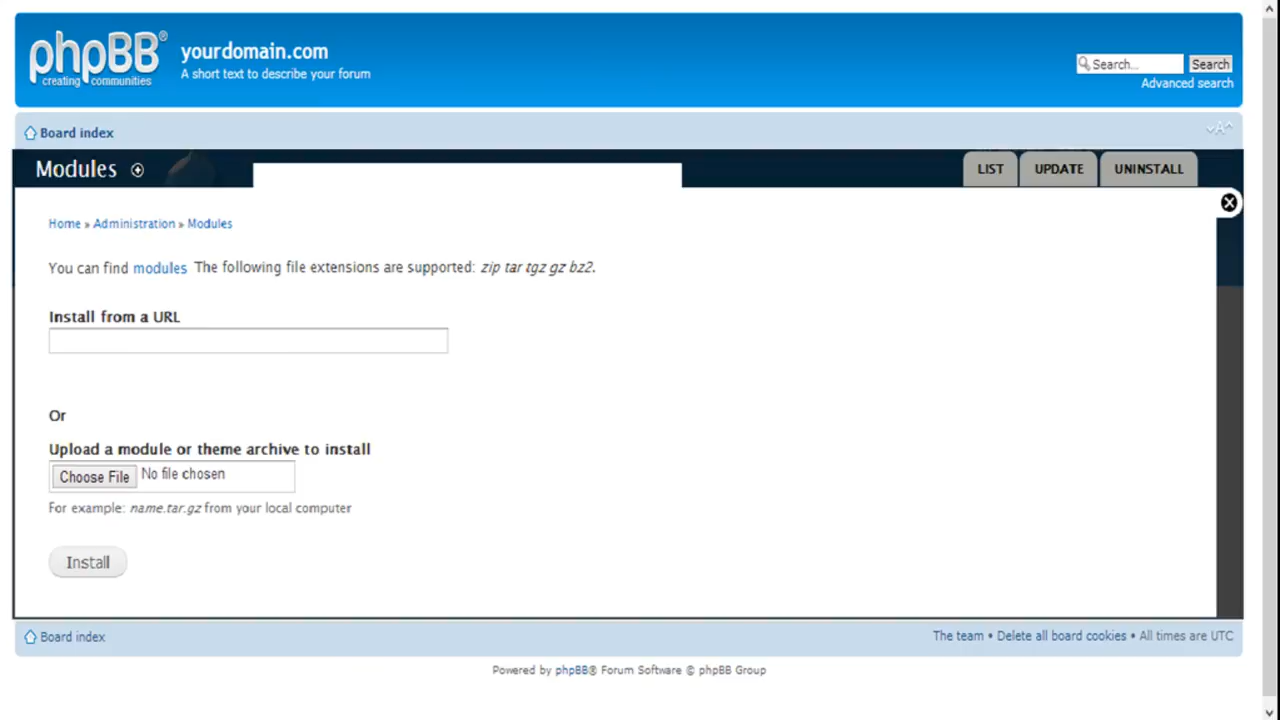 phpBB®
creating communities
yourdomain.com
A short text to describe your forum
Search...
Search
Advanced search
Board index
A
Modules
LIST
UPDATE
UNINSTALL
Home » Administration » Modules
You can find modules The following file extensions are supported: zip tar tgz gz bz2.
Install from a URL
Or
Upload a module or theme archive to install
Choose File No file chosen
For example: name.tar.gz from your local computer
Install
Board index
The team • Delete all board cookies • All times are UTC
Powered by phpBB® Forum Software © phpBB Group